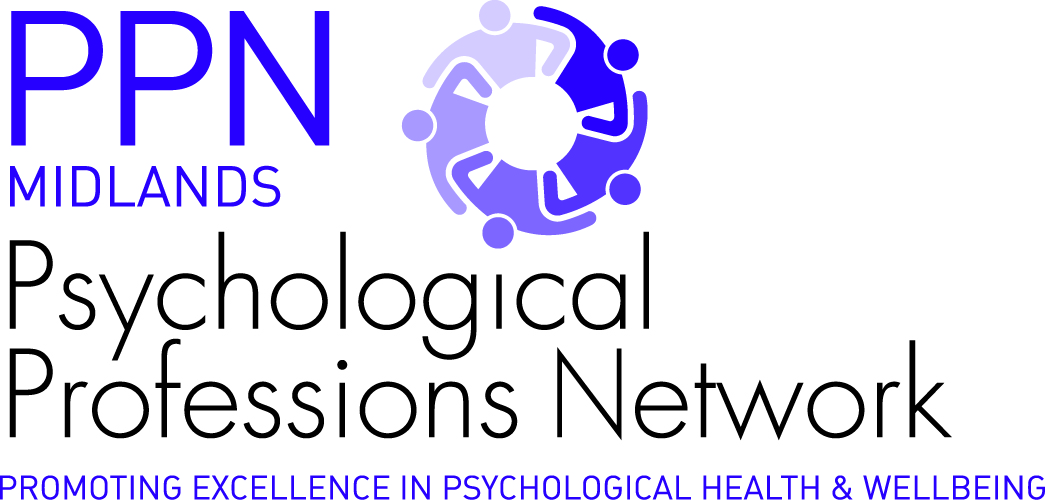 PPN
MIDLANDS
Psychological
Professions Network
PROMOTING EXCELLENCE IN PSYCHOLOGICAL HEALTH & WELLBEING